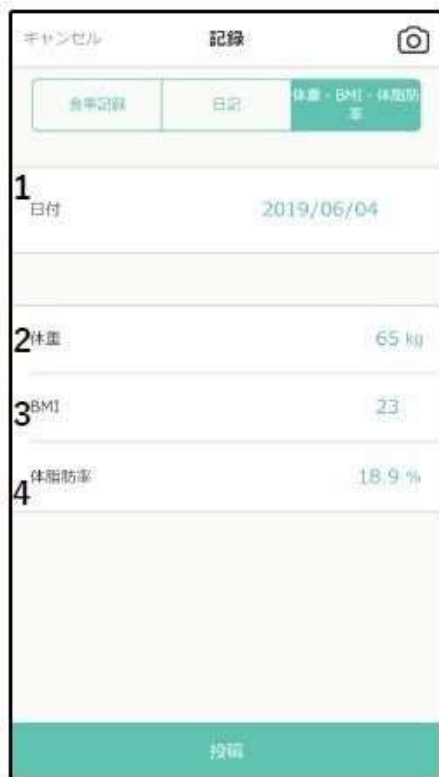 キャンセル 記録
食事記録 日記 体重・BMI・体脂肪
率
1 日付 2019/06/04
2 体重 65 kg
3 BMI 23
4 体脂肪率 18.9 %
投稿